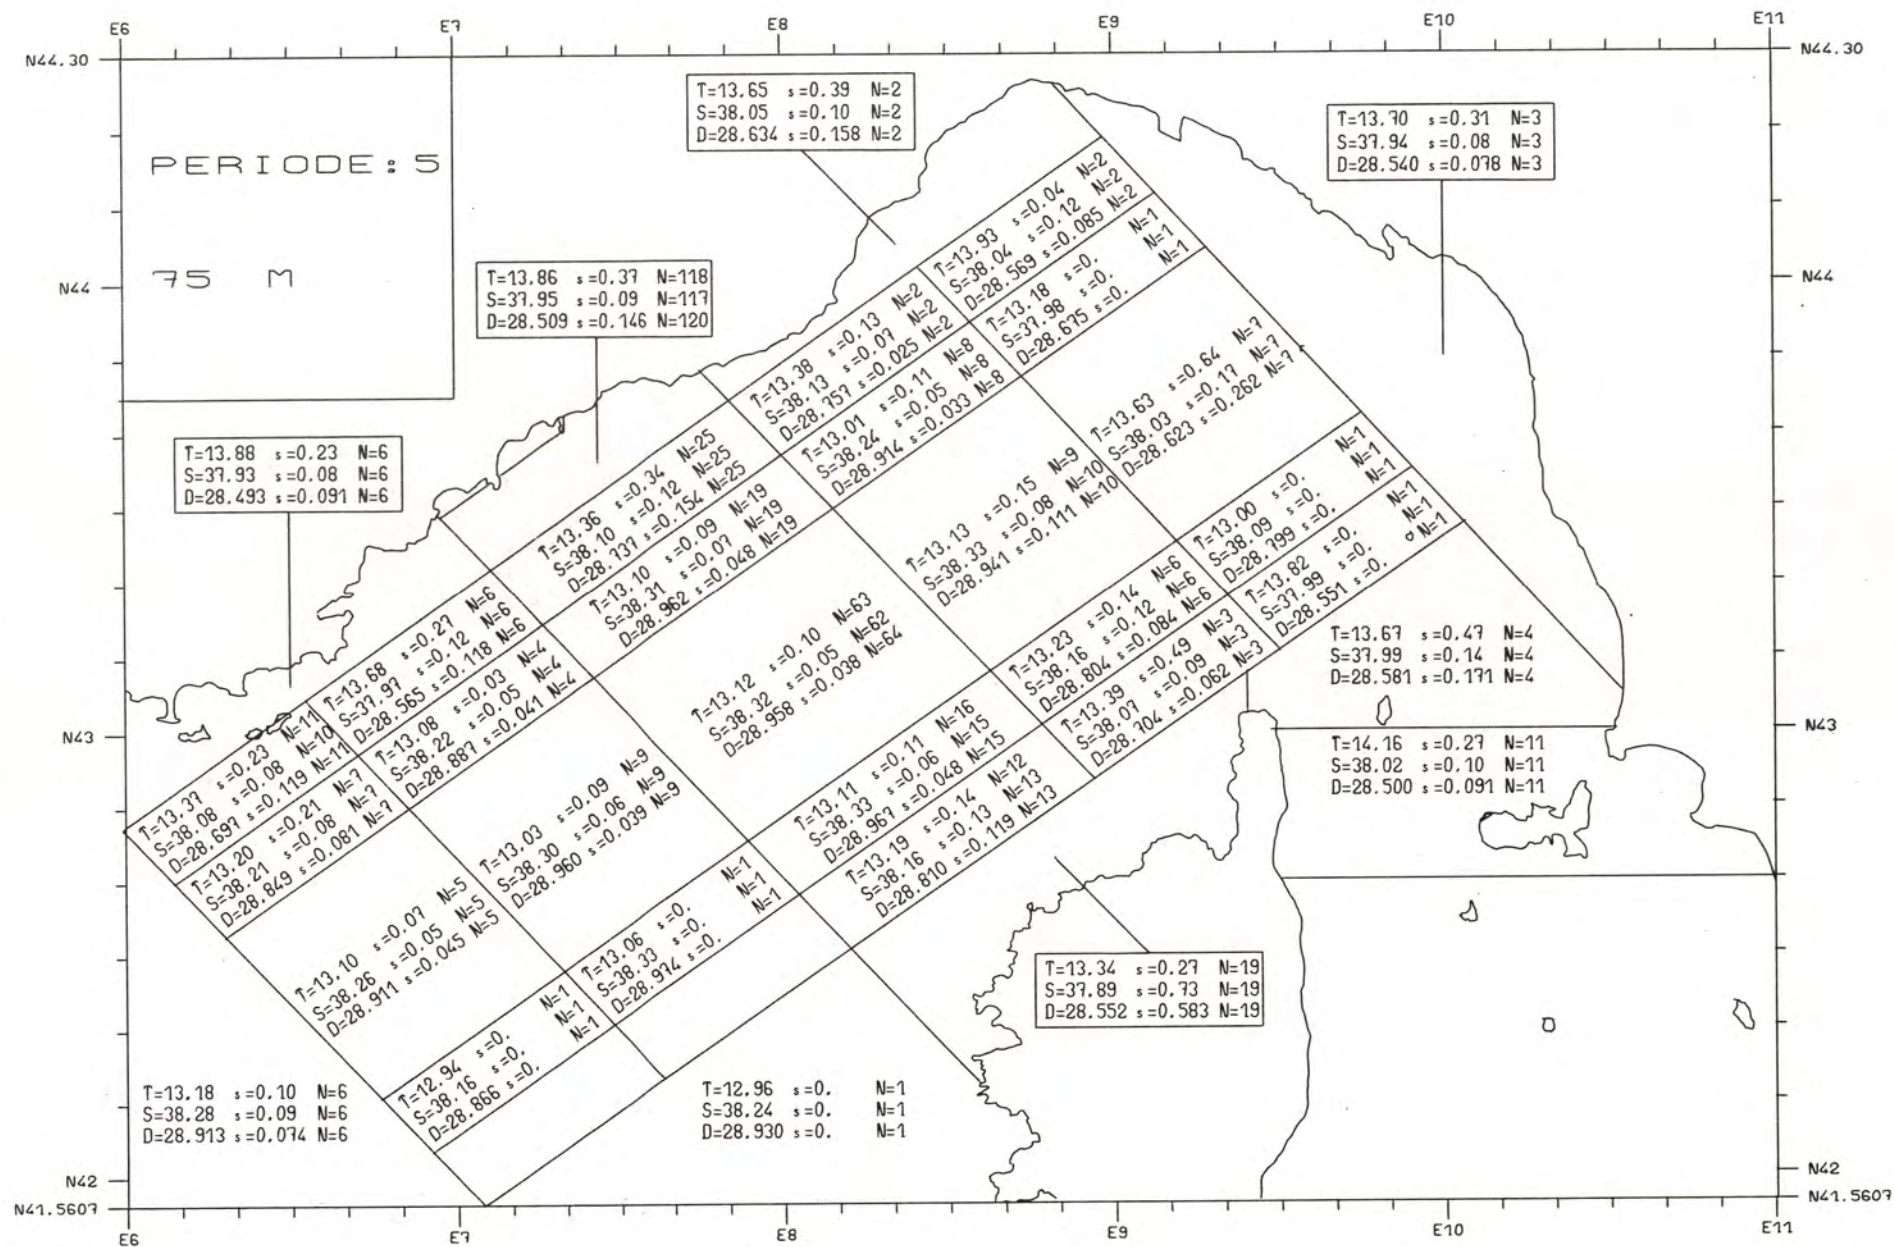 E6 E7 E8 E9 E10 E11
N44.30 N44.30
PERIODE: 5
75 M
T=13.65 s=0.39 N=2
S=38.05 s=0.10 N=2
D=28.634 s=0.158 N=2
T=13.70 s=0.31 N=3
S=37.94 s=0.08 N=3
D=28.540 s=0.078 N=3
T=13.86 s=0.37 N=118
S=37.95 s=0.09 N=117
D=28.509 s=0.146 N=120
N44 N44
T=13.88 s=0.23 N=6
S=37.93 s=0.08 N=6
D=28.493 s=0.091 N=6
T=13.93 s=0.04 N=2
S=38.04 s=0.12 N=2
D=28.569 s=0.085 N=2
T=13.18 s=0. N=1
S=37.98 s=0. N=1
D=28.675 s=0. N=1
T=13.38 s=0.13 N=2
S=38.13 s=0.07 N=2
D=28.757 s=0.025 N=2
T=13.01 s=0.11 N=8
S=38.24 s=0.05 N=8
D=28.914 s=0.033 N=8
T=13.63 s=0.64 N=7
S=38.03 s=0.17 N=7
D=28.623 s=0.262 N=7
T=13.36 s=0.34 N=25
S=38.10 s=0.12 N=25
D=28.737 s=0.154 N=25
T=13.10 s=0.09 N=19
S=38.31 s=0.07 N=19
D=28.962 s=0.048 N=19
T=13.13 s=0.15 N=9
S=38.33 s=0.08 N=10
D=28.941 s=0.111 N=10
T=13.00 s=0. N=1
S=38.09 s=0. N=1
D=28.799 s=0. N=1
T=13.82 s=0. N=1
S=37.99 s=0. N=1
D=28.551 s=0. N=1
T=13.68 s=0.27 N=6
S=37.97 s=0.12 N=6
D=28.565 s=0.118 N=6
T=13.08 s=0.03 N=4
S=38.22 s=0.05 N=4
D=28.887 s=0.041 N=4
T=13.12 s=0.10 N=63
S=38.32 s=0.05 N=62
D=28.958 s=0.038 N=64
T=13.23 s=0.14 N=6
S=38.16 s=0.12 N=6
D=28.804 s=0.084 N=6
T=13.39 s=0.49 N=3
S=38.07 s=0.09 N=3
D=28.704 s=0.062 N=3
T=13.67 s=0.47 N=4
S=37.99 s=0.14 N=4
D=28.581 s=0.171 N=4
N43 N43
T=14.16 s=0.27 N=11
S=38.02 s=0.10 N=11
D=28.500 s=0.091 N=11
T=13.37 s=0.23 N=11
S=38.08 s=0.08 N=10
D=28.697 s=0.119 N=11
T=13.20 s=0.21 N=7
S=38.21 s=0.08 N=7
D=28.849 s=0.081 N=7
T=13.03 s=0.09 N=9
S=38.30 s=0.06 N=9
D=28.960 s=0.039 N=9
T=13.11 s=0.11 N=16
S=38.33 s=0.06 N=15
D=28.967 s=0.048 N=15
T=13.19 s=0.14 N=12
S=38.16 s=0.13 N=13
D=28.810 s=0.119 N=13
T=13.10 s=0.07 N=5
S=38.26 s=0.05 N=5
D=28.911 s=0.045 N=5
T=13.06 s=0. N=1
S=38.33 s=0. N=1
D=28.974 s=0. N=1
T=12.94 s=0. N=1
S=38.16 s=0. N=1
D=28.866 s=0. N=1
T=13.34 s=0.27 N=19
S=37.89 s=0.73 N=19
D=28.552 s=0.583 N=19
T=13.18 s=0.10 N=6
S=38.28 s=0.09 N=6
D=28.913 s=0.074 N=6
T=12.96 s=0. N=1
S=38.24 s=0. N=1
D=28.930 s=0. N=1
N42 N42
N41.5607 N41.5607
E6 E7 E8 E9 E10 E11